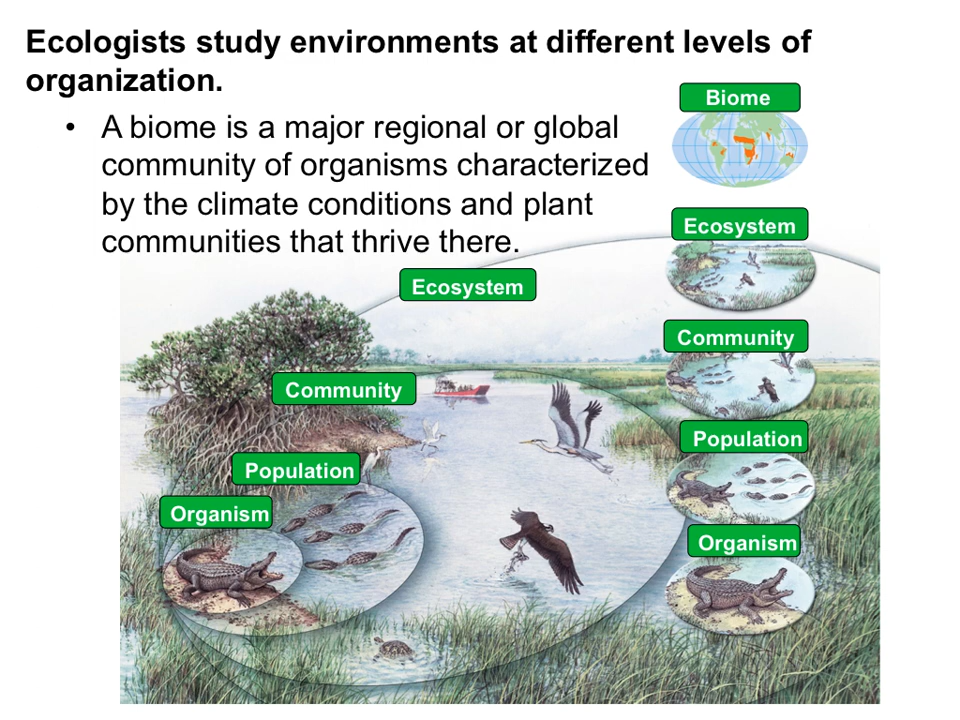 Ecologists study environments at different levels of
organization.
• A biome is a major regional or global
community of organisms characterized
by the climate conditions and plant
communities that thrive there.
Biome
Ecosystem
Community
Population
Organism
Ecosystem
Community
Population
Organism